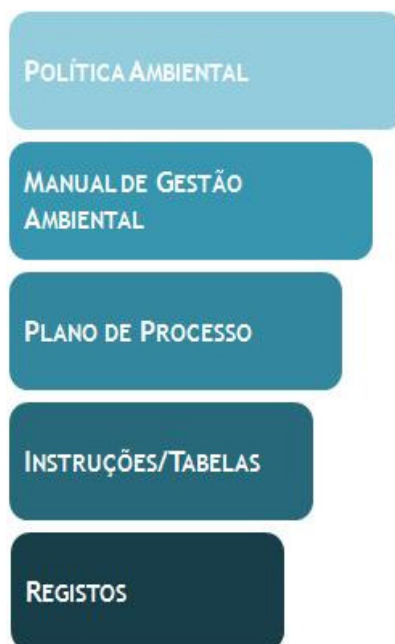 POLÍTICA AMBIENTAL
MANUAL DE GESTÃO
AMBIENTAL
PLANO DE PROCESSO
INSTRUÇÕES/TABELAS
REGISTOS